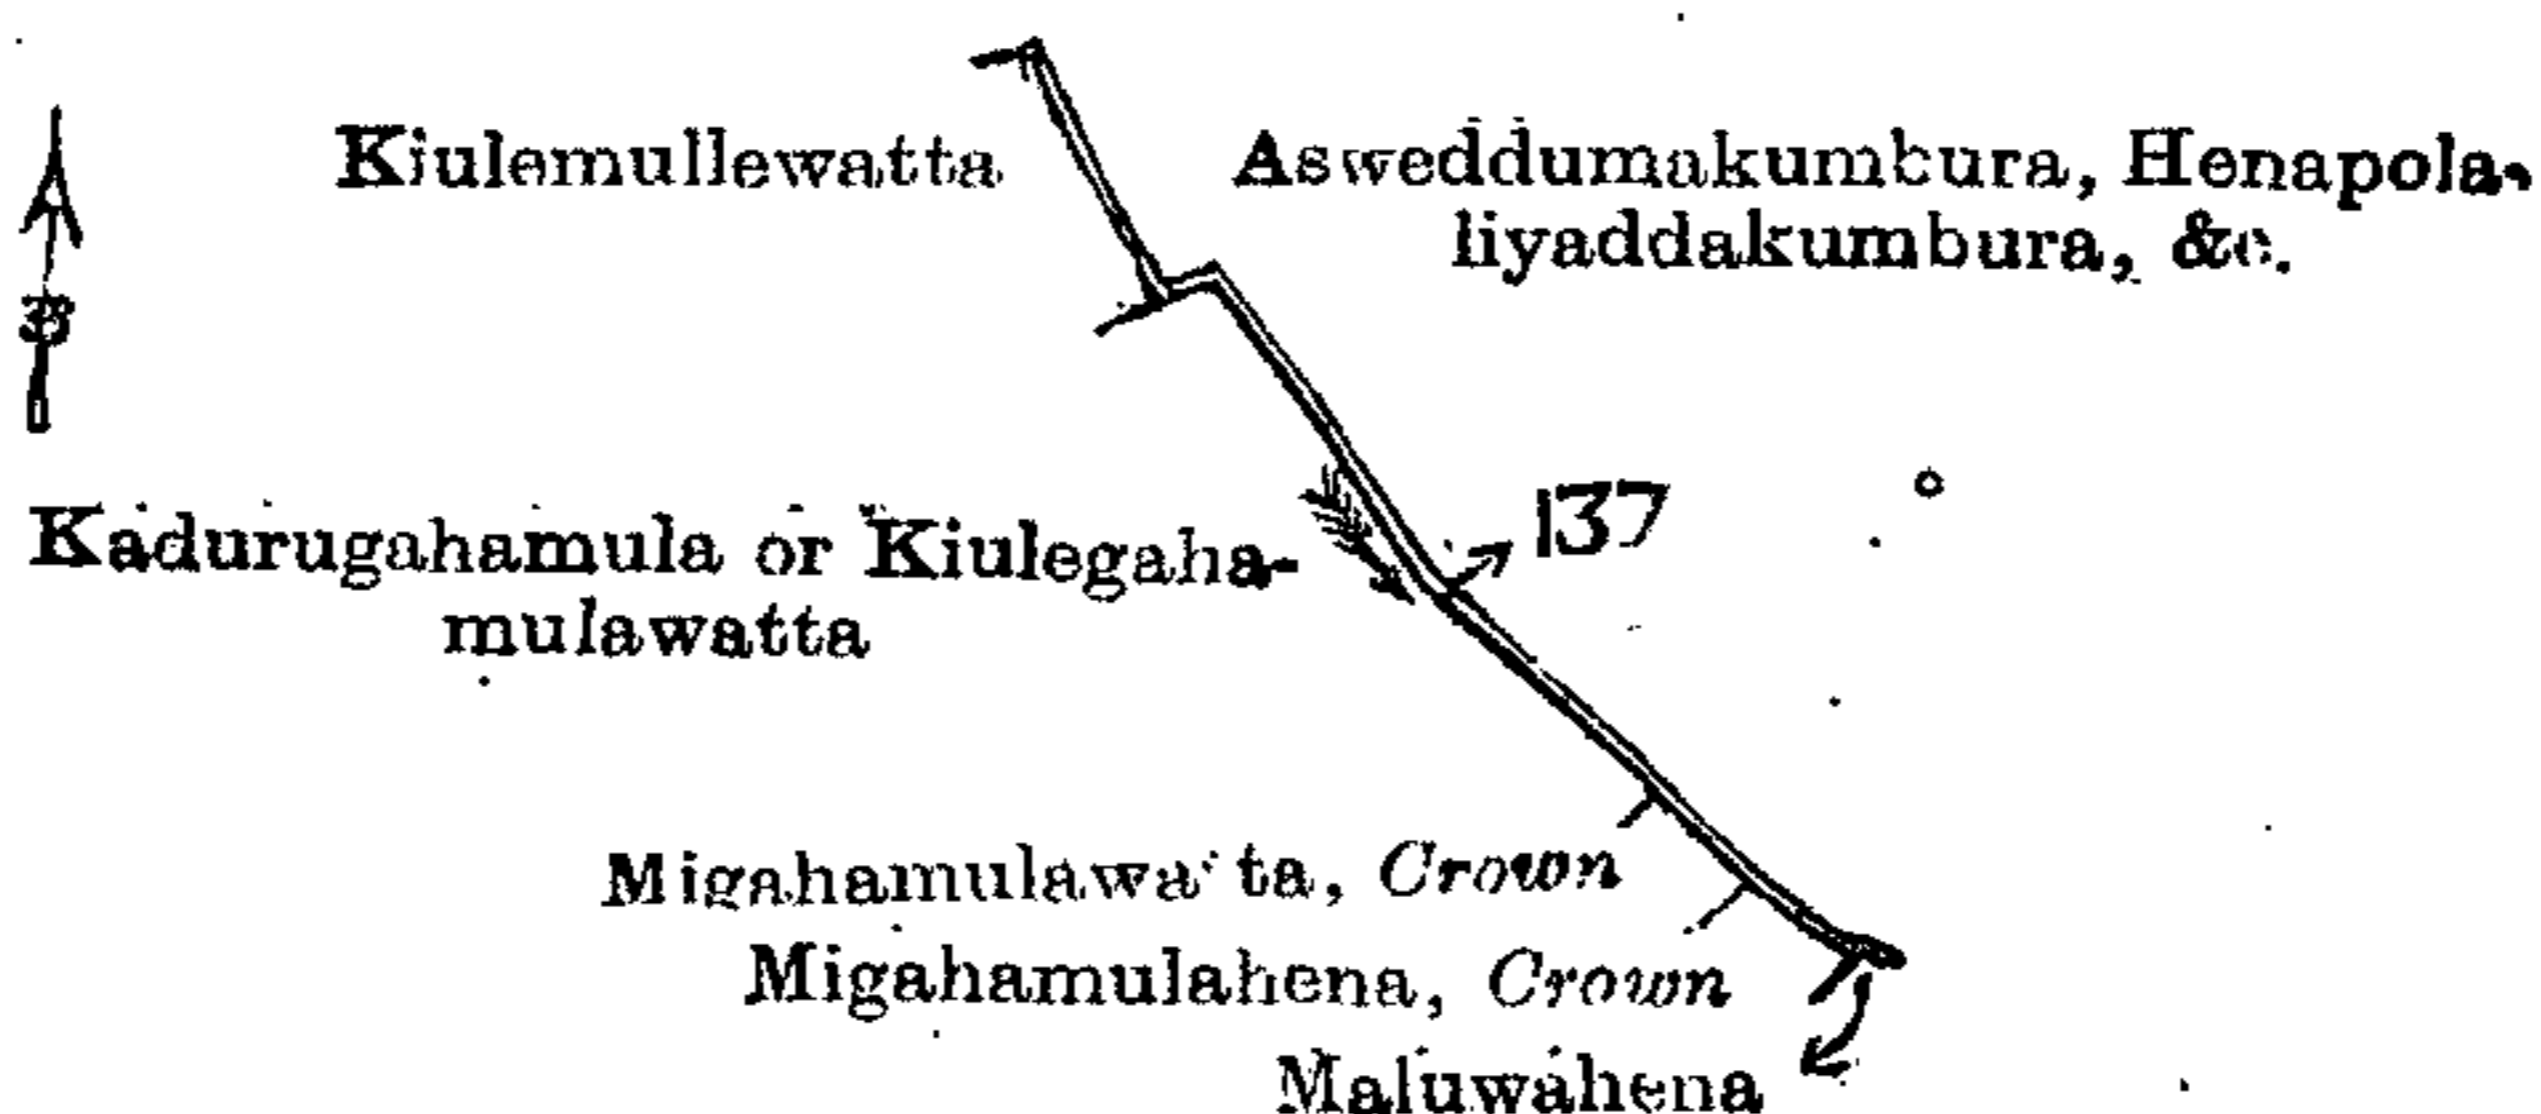 Kiulemullewatta
Asweddumakumbura, Henapola-
liyaddakumbura, &c.
137
Kadurugahamula or Kiulegaha-
mulawatta
Migahamulawatta, Crown
Migahamulahena, Crown
Maluwahena